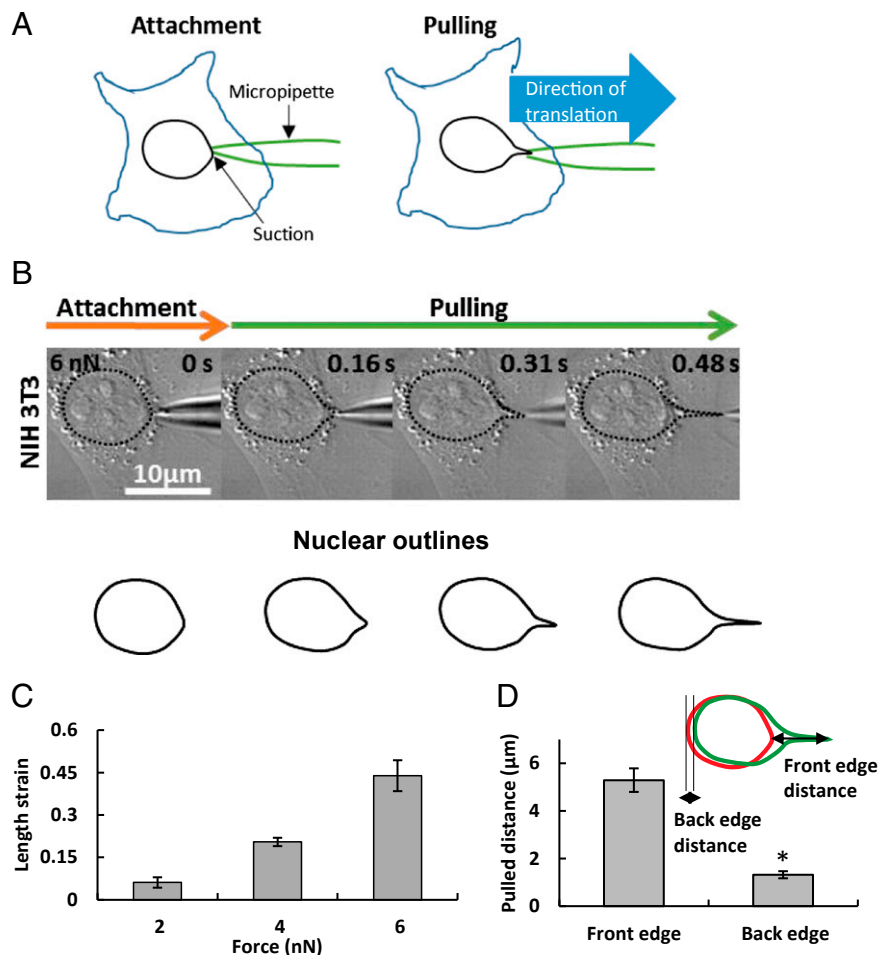 A
Attachment
Pulling
Micropipette
Direction of
translation
Suction
B
Attachment
Pulling
6 nN
0 s
0.16 s
0.31 s
0.48 s
NIH 3T3
10μm
Nuclear outlines
C
D
Length strain
0.6
0.45
0.3
0.15
0
2
4
6
Force (nN)
Pulled distance (μm)
6
4
2
0
Front edge
distance
Back edge
distance
*
Front edge
Back edge